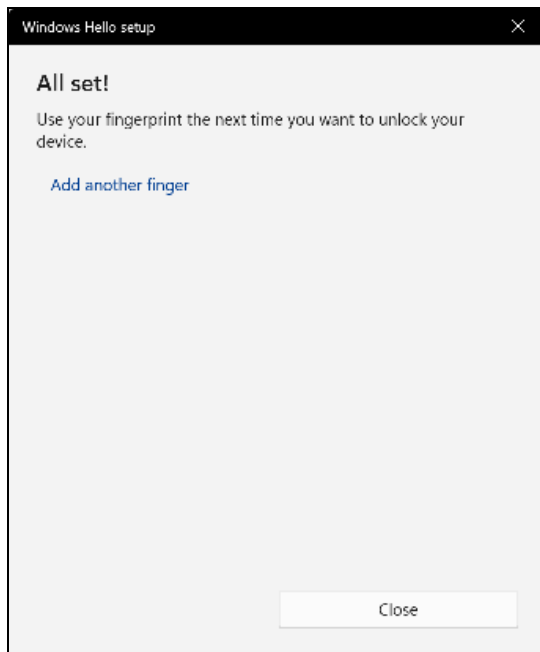 Windows Hello setup
All set!
Use your fingerprint the next time you want to unlock your
device.
Add another finger
Close